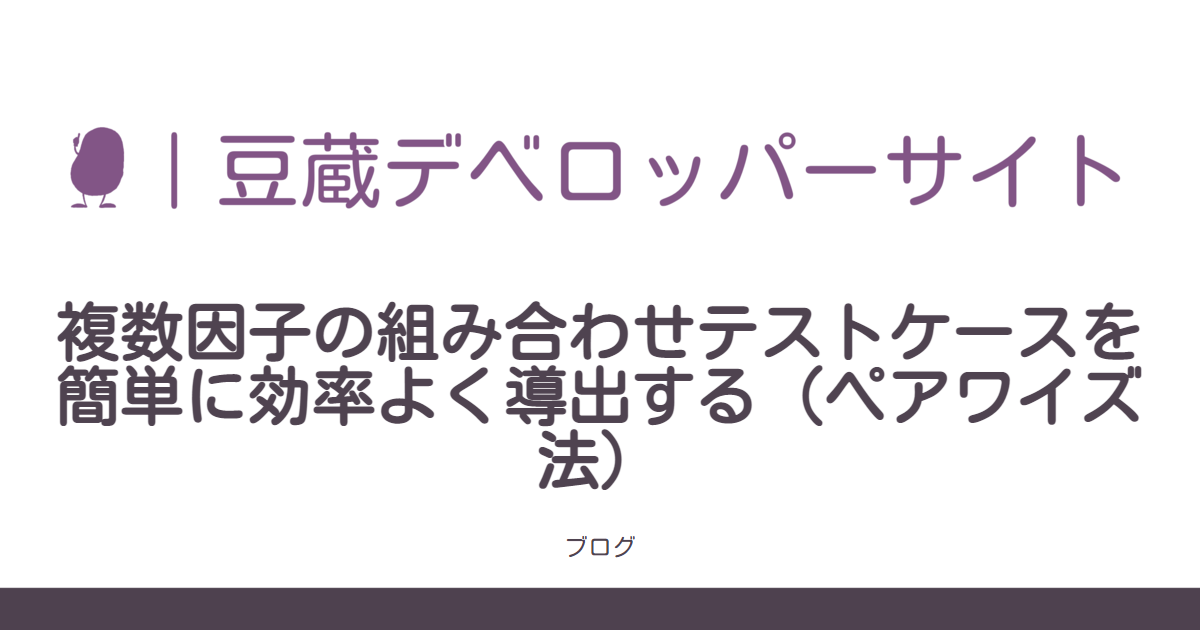 ｜豆蔵デベロッパーサイト
複数因子の組み合わせテストケースを
簡単に効率よく導出する（ペアワイズ
法）
ブログ